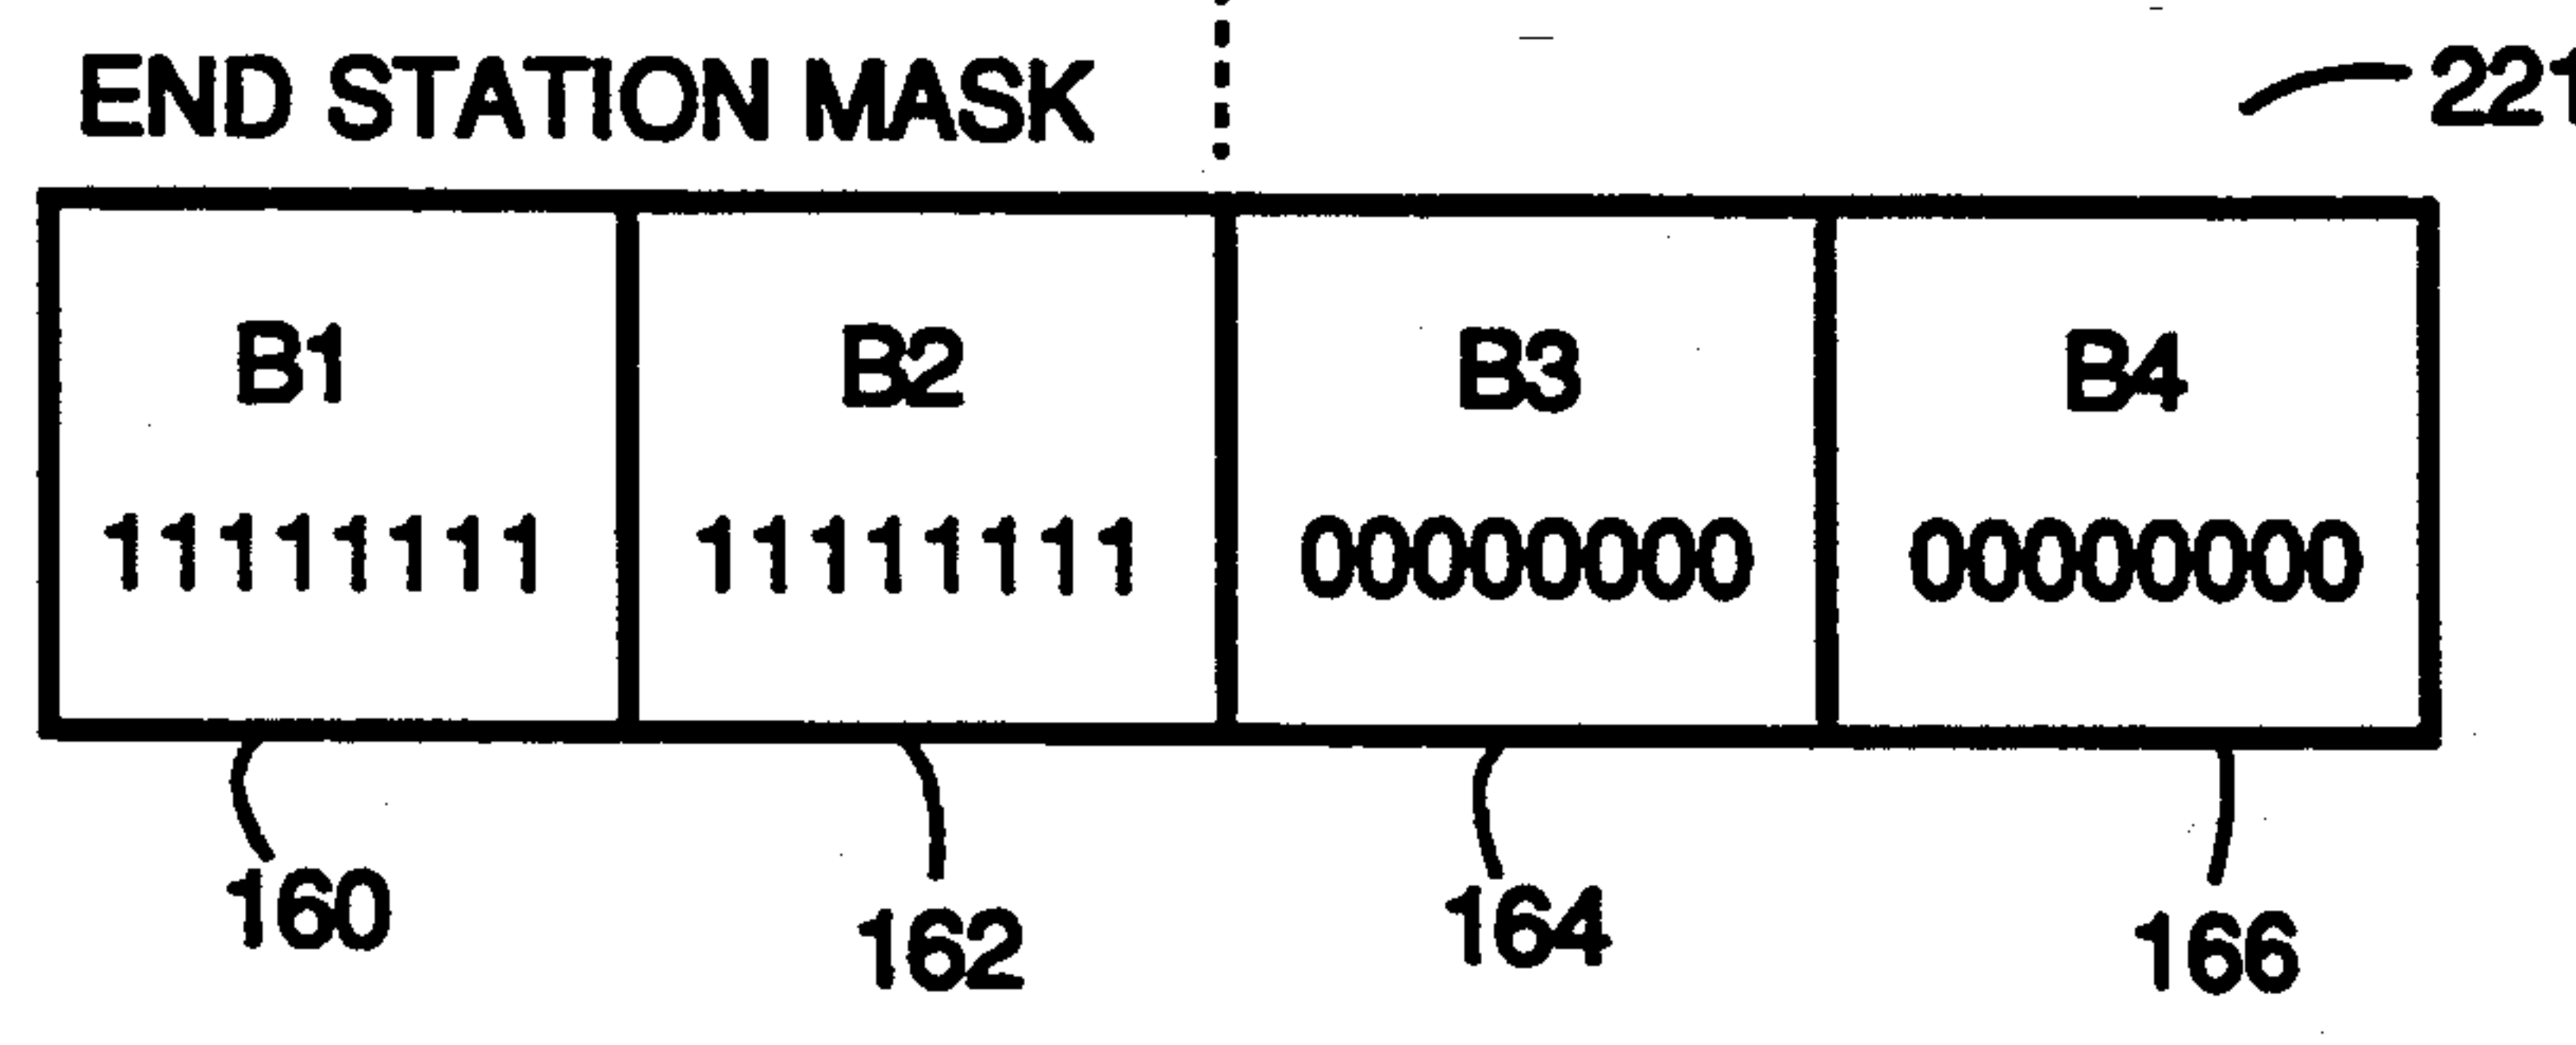 END STATION MASK 221
B1 B2 B3 B4
11111111 11111111 00000000 00000000
160 162 164 166